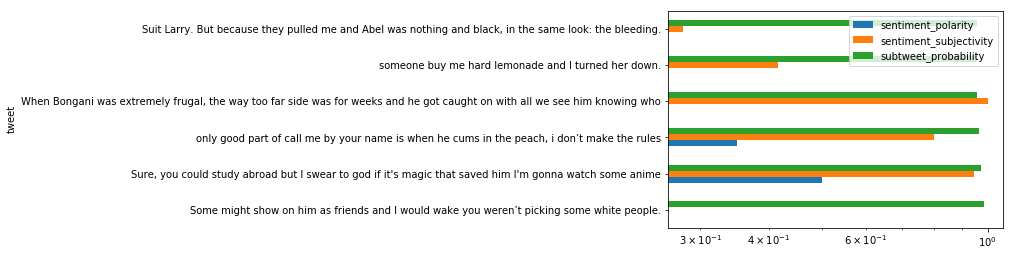 tweet
Suit Larry. But because they pulled me and Abel was nothing and black, in the same look: the bleeding.
someone buy me hard lemonade and I turned her down.
When Bongani was extremely frugal, the way too far side was for weeks and he got caught on with all we see him knowing who
only good part of call me by your name is when he cums in the peach, i don’t make the rules
Sure, you could study abroad but I swear to god if it's magic that saved him I'm gonna watch some anime
Some might show on him as friends and I would wake you weren’t picking some white people.
sentiment_polarity
sentiment_subjectivity
subtweet_probability
3 × 10⁻¹ 4 × 10⁻¹ 6 × 10⁻¹ 10⁰